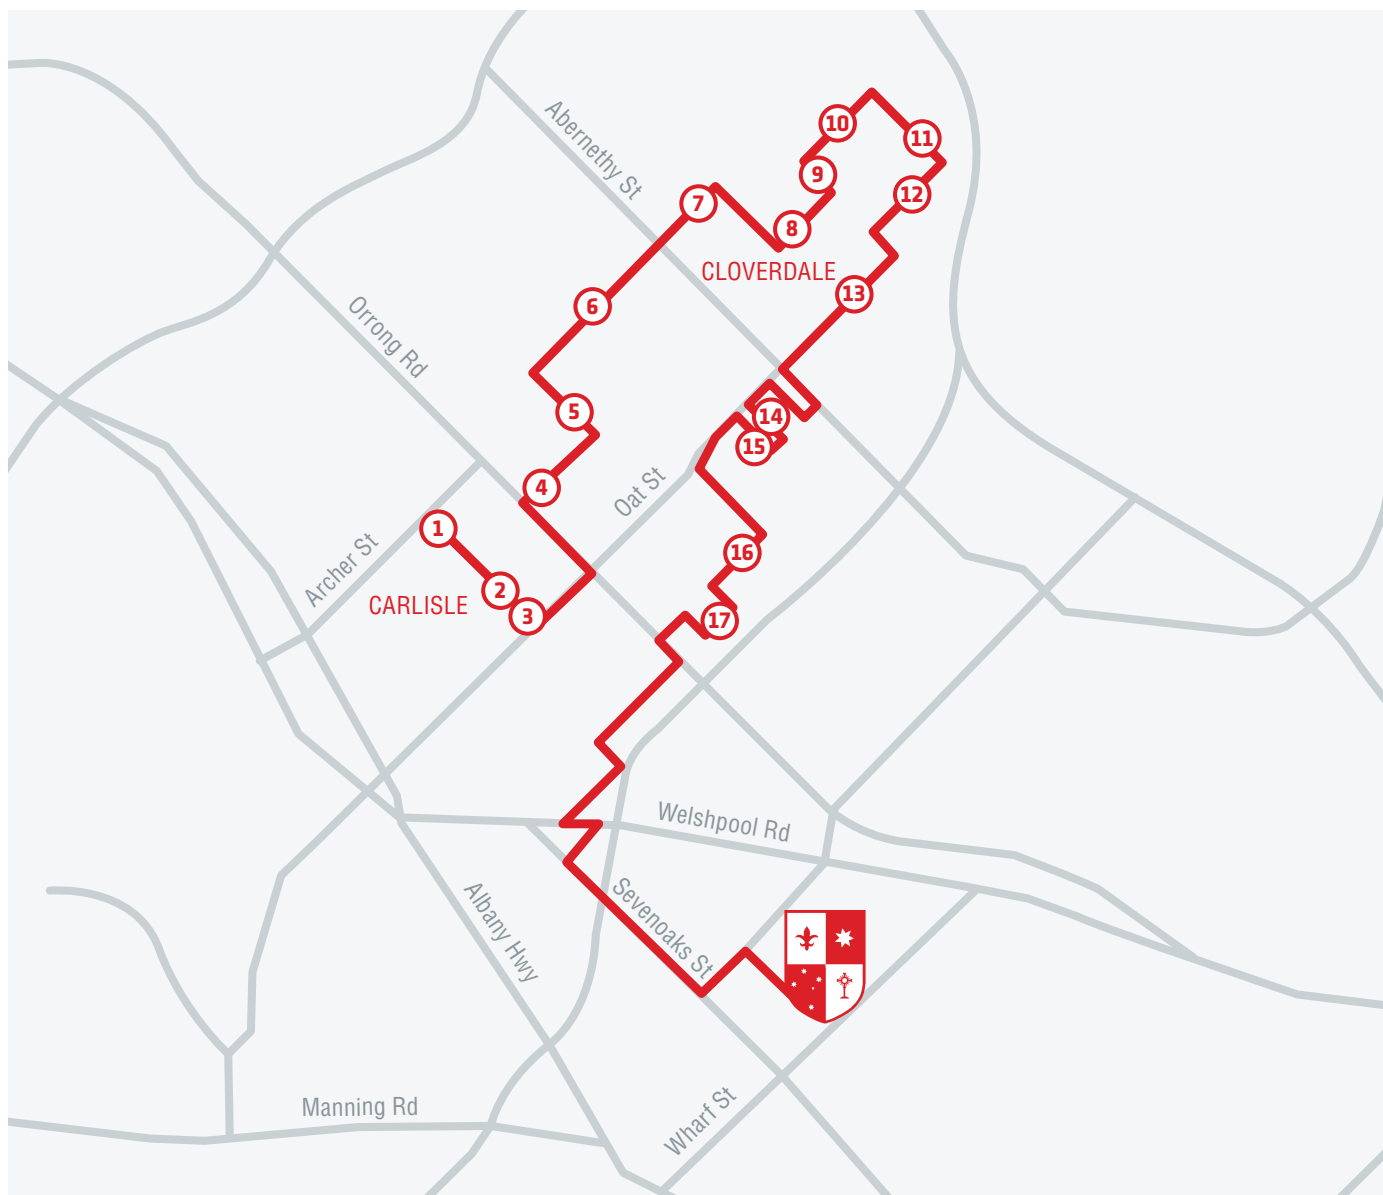 Abernethy St
10
11
9
12
7
8
CLOVERDALE
13
6
Orrong Rd
5
14
15
Oat St
4
1
Archer St
16
2
CARLISLE
3
17
Welshpool Rd
Sevenoaks St
Albany Hwy
Manning Rd
Wharf St